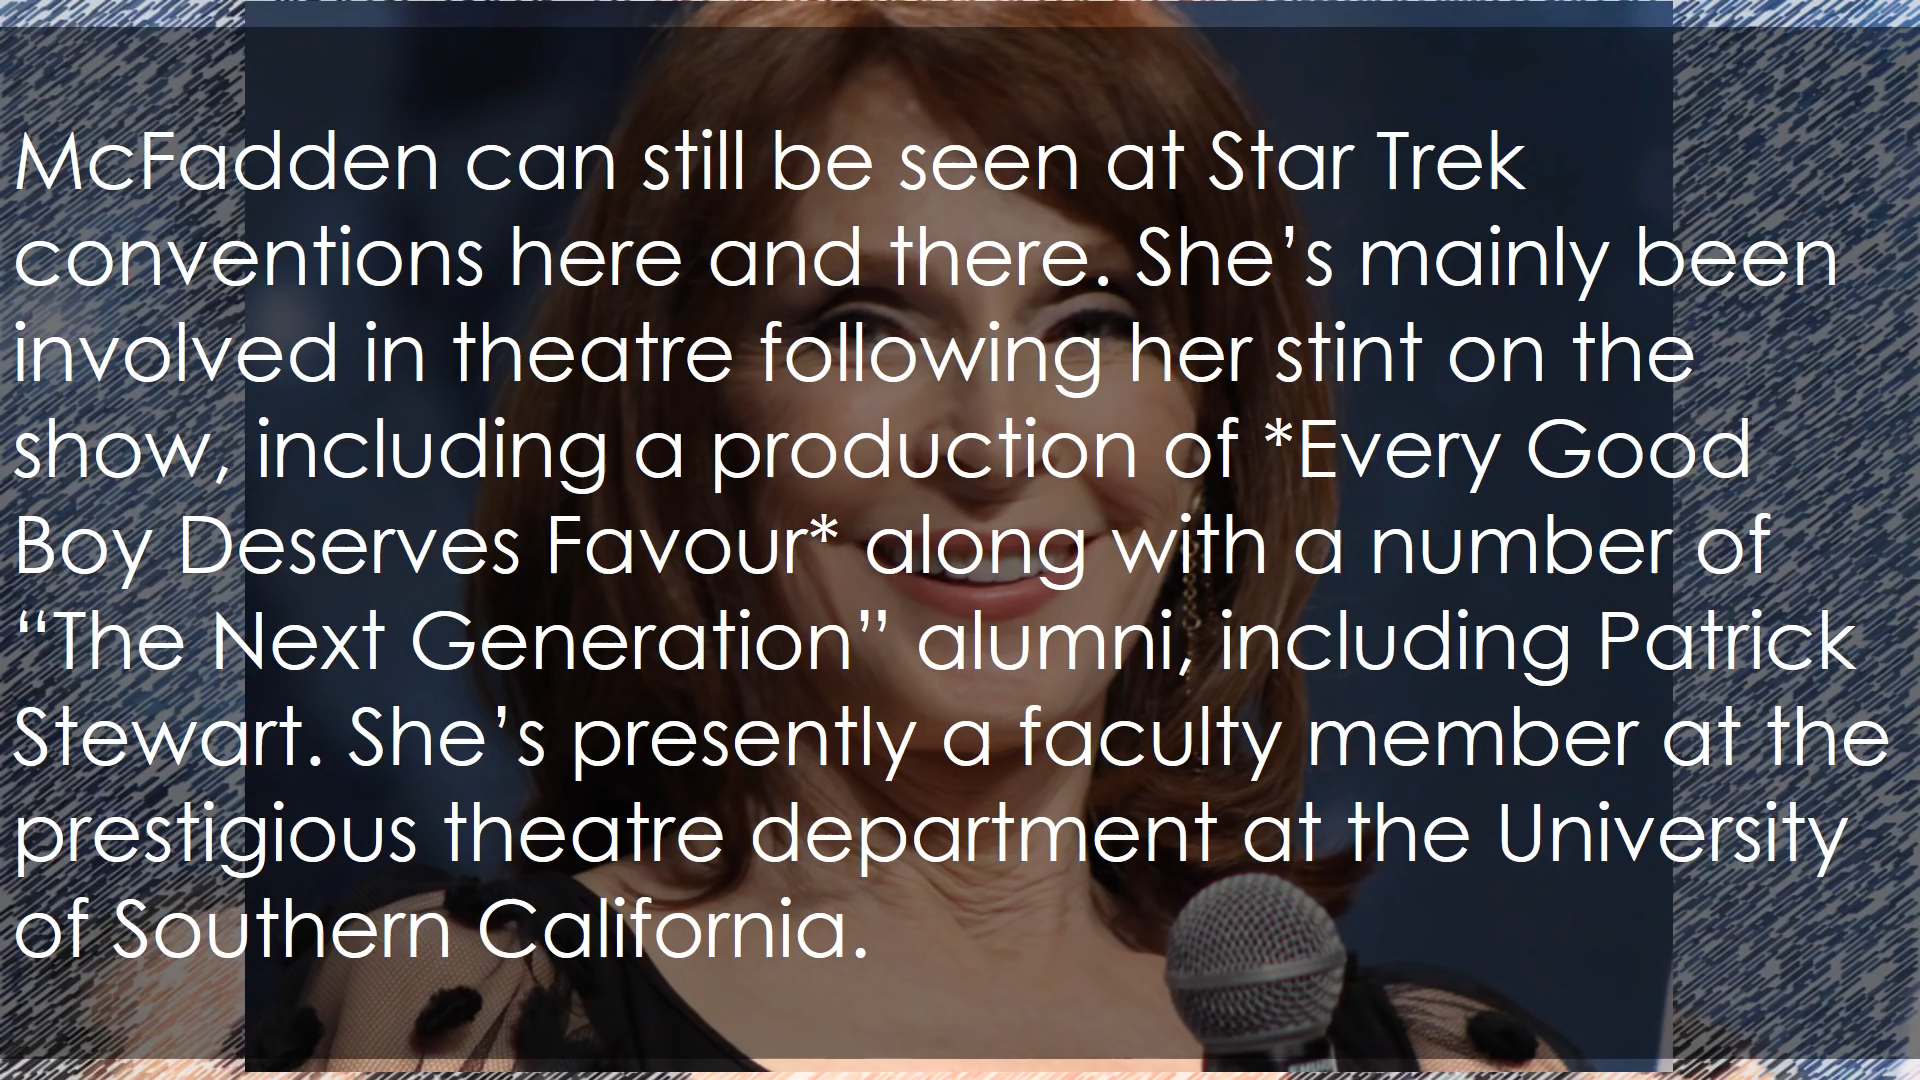 McFadden can still be seen at Star Trek
conventions here and there. She’s mainly been
involved in theatre following her stint on the
show, including a production of *Every Good
Boy Deserves Favour* along with a number of
“The Next Generation” alumni, including Patrick
Stewart. She’s presently a faculty member at the
prestigious theatre department at the University
of Southern California.